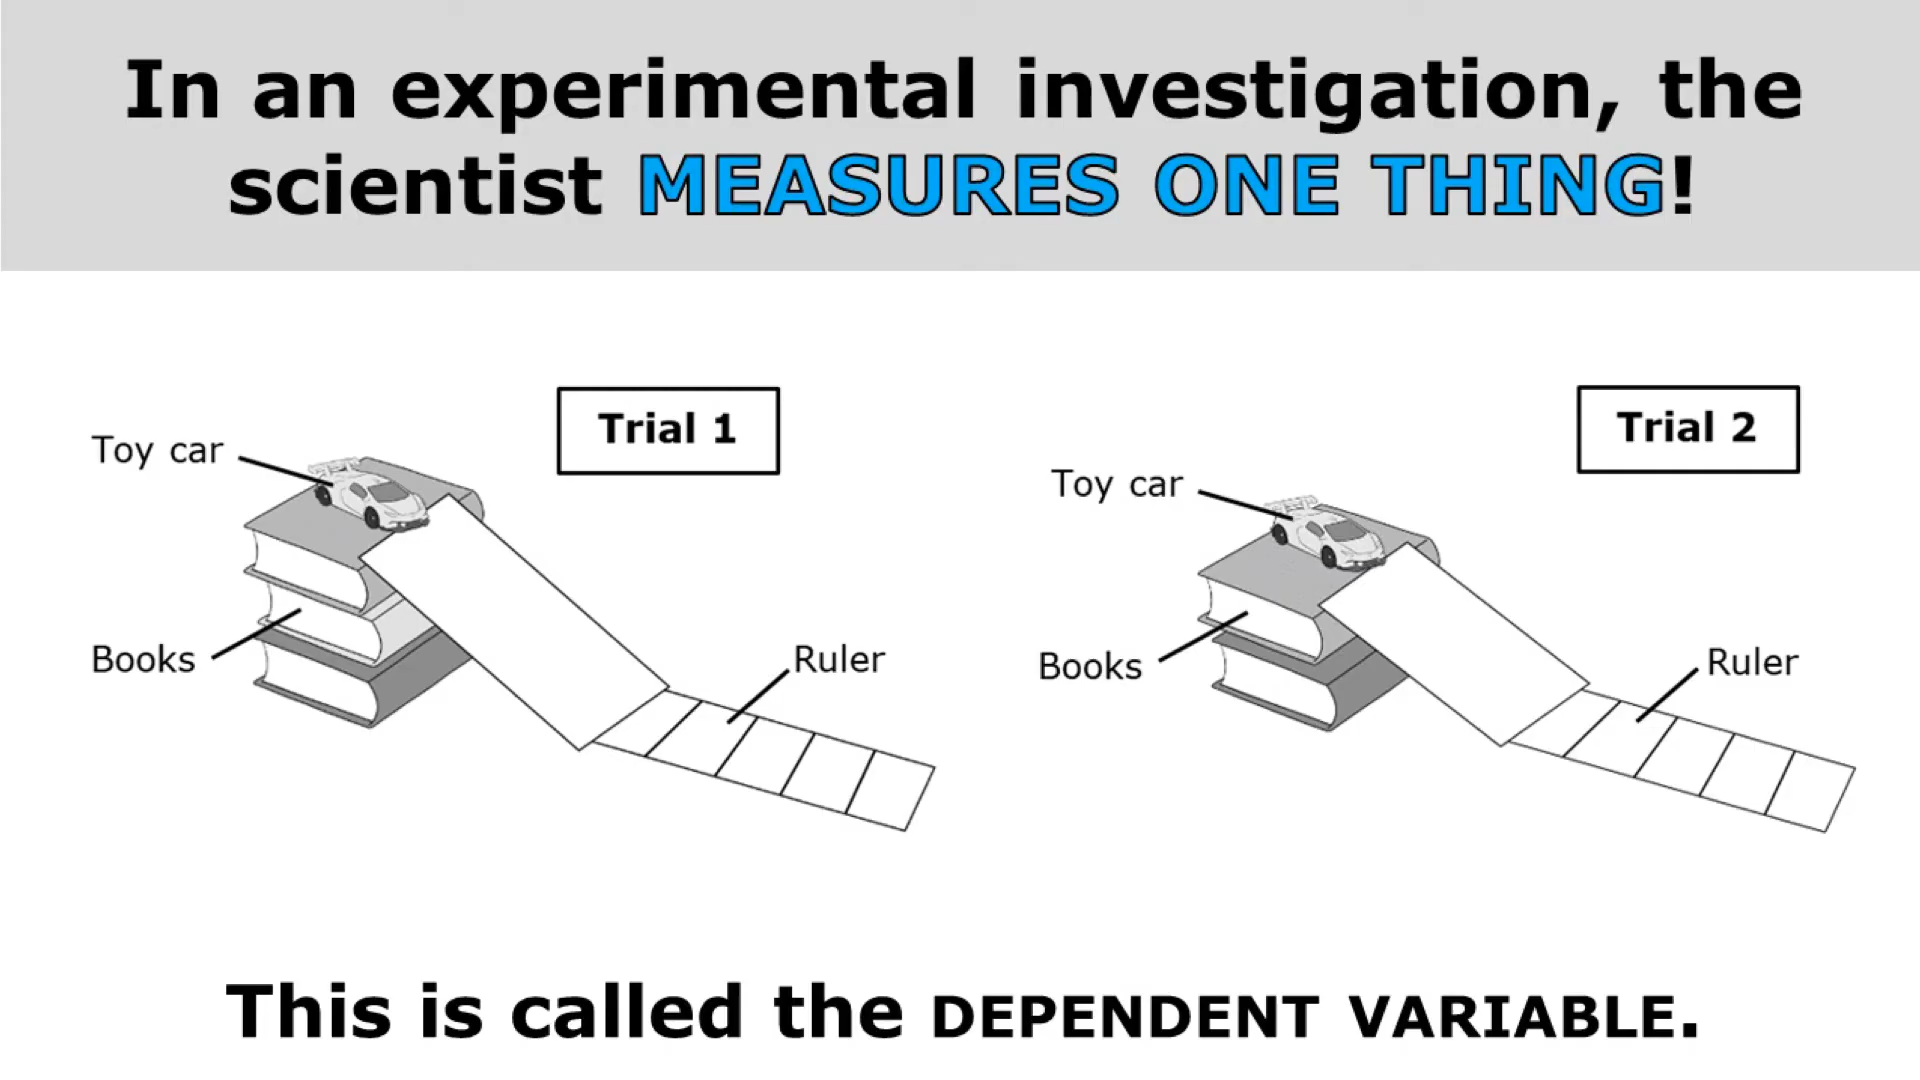 In an experimental investigation, the
scientist MEASURES ONE THING!
Trial 1
Trial 2
Toy car
Toy car
Books
Ruler
Books
Ruler
This is called the DEPENDENT VARIABLE.